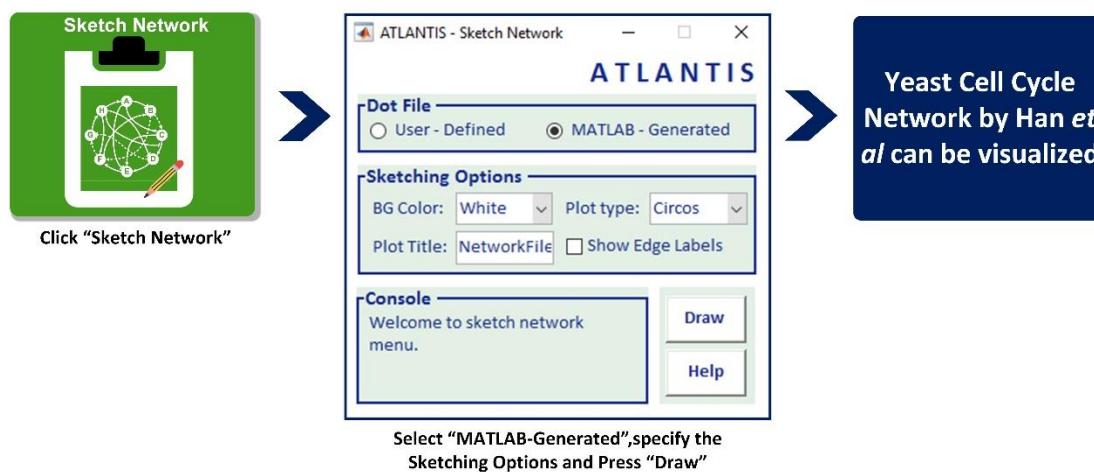 Sketch Network
A
B
C
D
E
F
G
H
Click “Sketch Network”
ATLANTIS - Sketch Network
ATLANTIS
Dot File
User - Defined
MATLAB - Generated
Sketching Options
BG Color: White Plot type: Circos
Plot Title: NetworkFile Show Edge Labels
Console
Welcome to sketch network
menu.
Draw
Help
Select “MATLAB-Generated”,specify the
Sketching Options and Press “Draw”
Yeast Cell Cycle
Network by Han et
al can be visualized